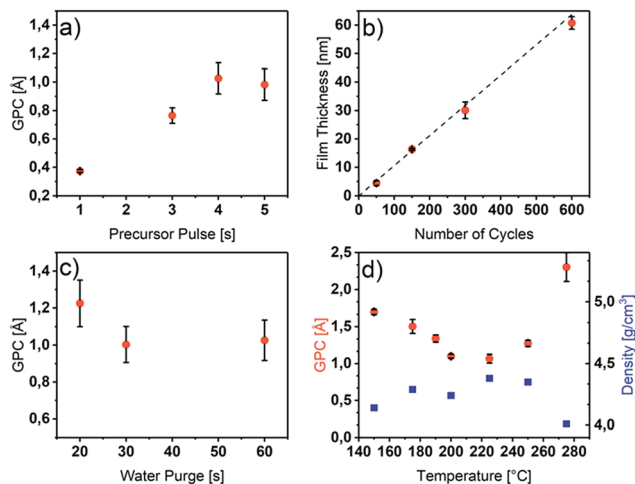 a)
GPC [Å]
1,4
1,2
1,0
0,8
0,6
0,4
0,2
1 2 3 4 5
Precursor Pulse [s]
b)
Film Thickness [nm]
60
50
40
30
20
10
0
0 100 200 300 400 500 600
Number of Cycles
c)
GPC [Å]
1,4
1,2
1,0
0,8
0,6
20 30 40 50 60
Water Purge [s]
d)
GPC [Å]
2,5
2,0
1,5
1,0
0,5
0,0
140 160 180 200 220 240 260 280
Temperature [°C]
5,0
4,5
4,0
Density [g/cm³]